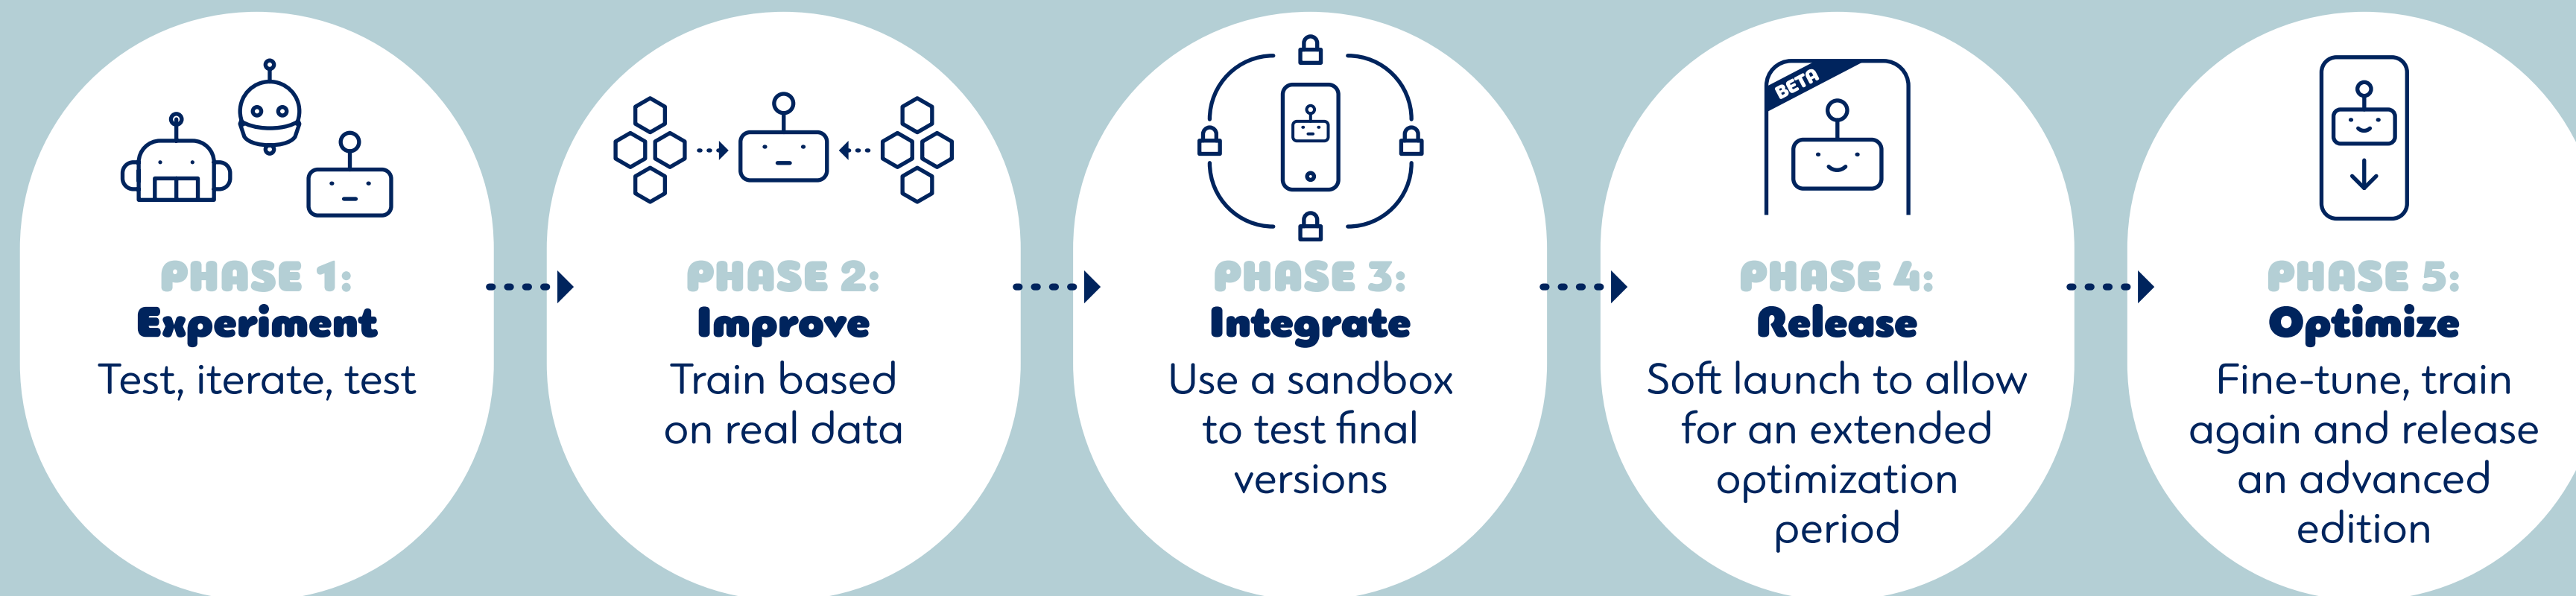 PHASE 1:
Experiment
Test, iterate, test
PHASE 2:
Improve
Train based
on real data
PHASE 3:
Integrate
Use a sandbox
to test final
versions
BETA
PHASE 4:
Release
Soft launch to allow
for an extended
optimization
period
PHASE 5:
Optimize
Fine-tune, train
again and release
an advanced
edition